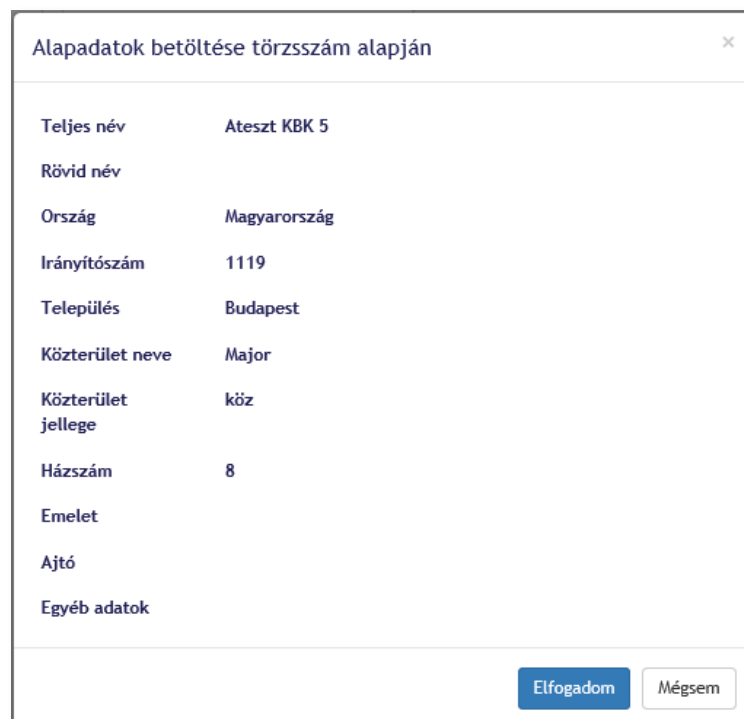 Alapadatok betöltése törzsszám alapján ×
Teljes név Ateszt KBK 5
Rövid név
Ország Magyarország
Irányítószám 1119
Település Budapest
Közterület neve Major
Közterület köz
jellege
Házszám 8
Emelet
Ajtó
Egyéb adatok
Elfogadom Mégsem